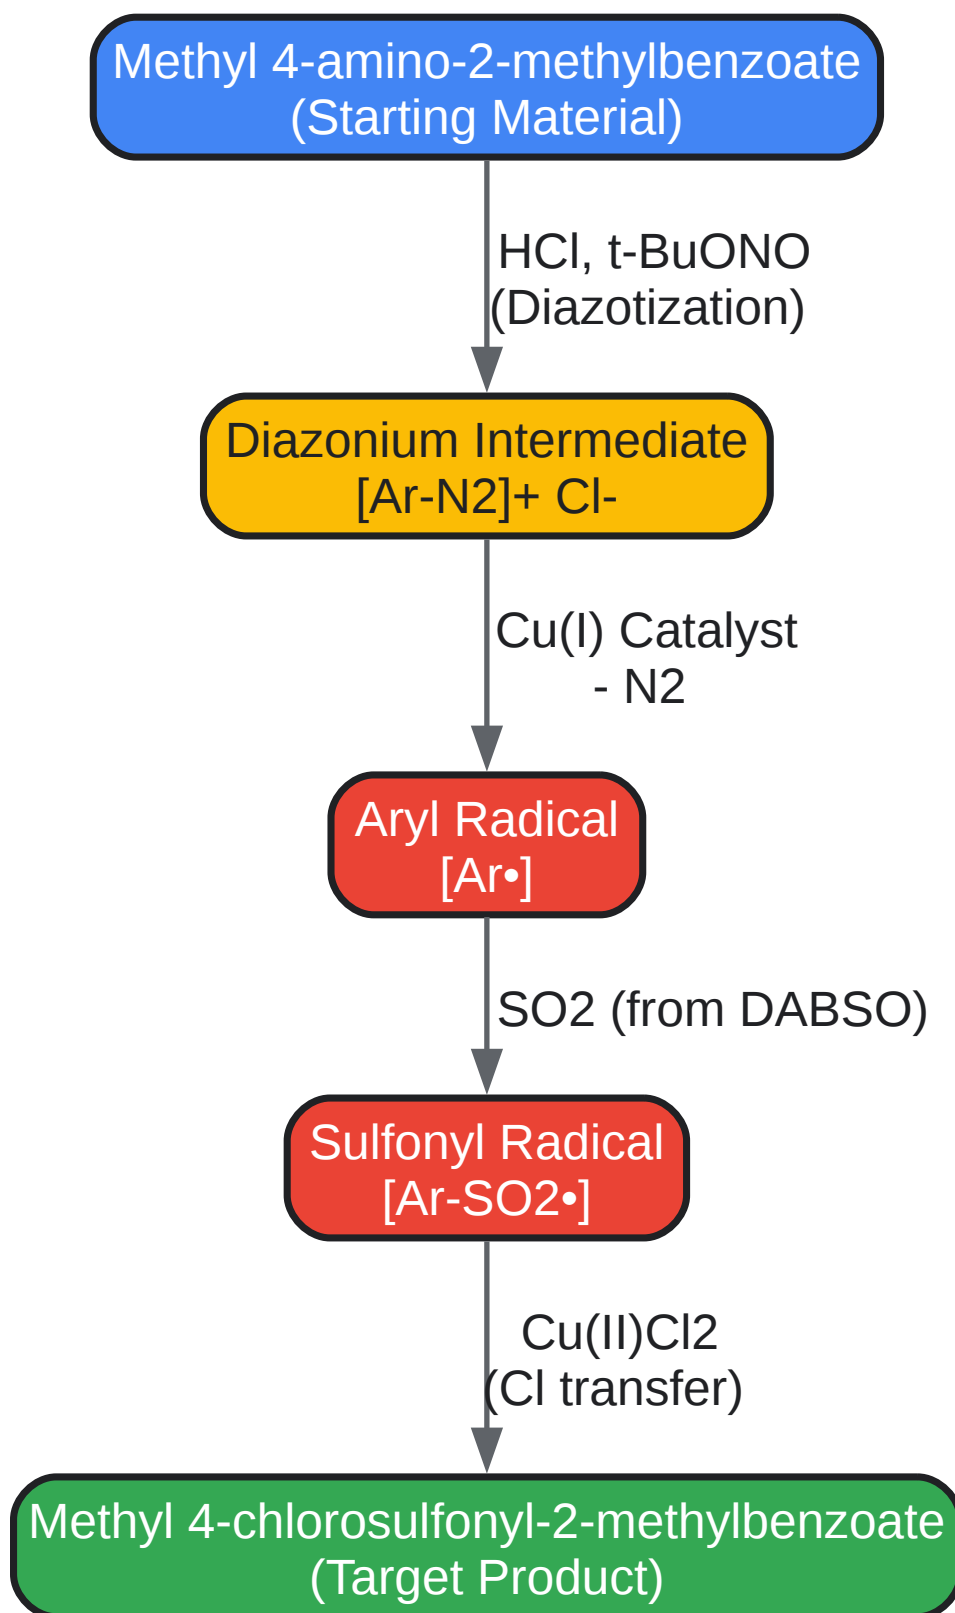 Methyl 4-amino-2-methylbenzoate
(Starting Material)
HCl, t-BuONO
(Diazotization)
Diazonium Intermediate
[Ar-N2]+ Cl-
Cu(I) Catalyst
- N2
Aryl Radical
[Ar•]
SO2 (from DABSO)
Sulfonyl Radical
[Ar-SO2•]
Cu(II)Cl2
(Cl transfer)
Methyl 4-chlorosulfonyl-2-methylbenzoate
(Target Product)